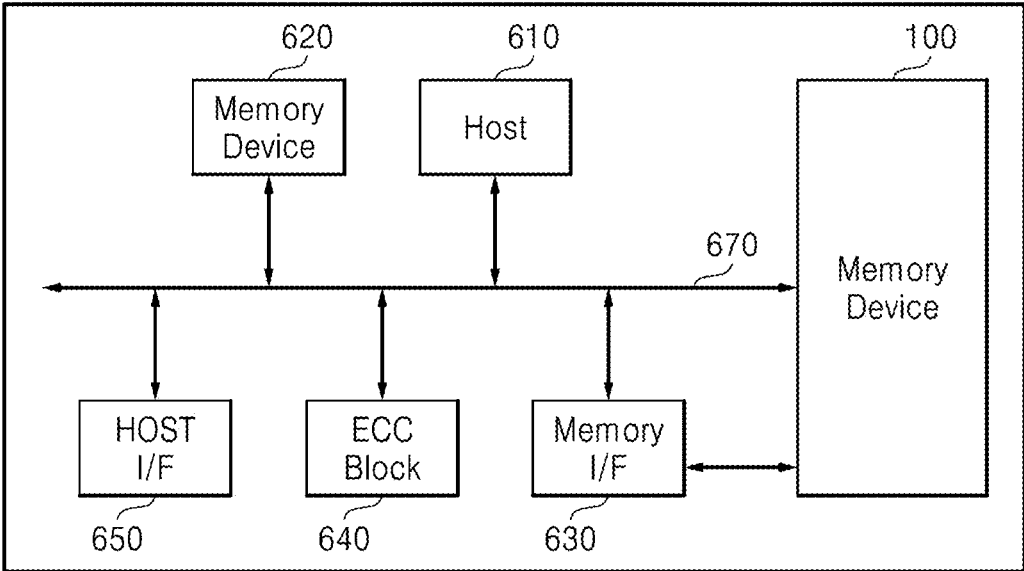 620
610
100
Memory
Device
Host
670
Memory
Device
HOST
I/F
ECC
Block
Memory
I/F
650
640
630